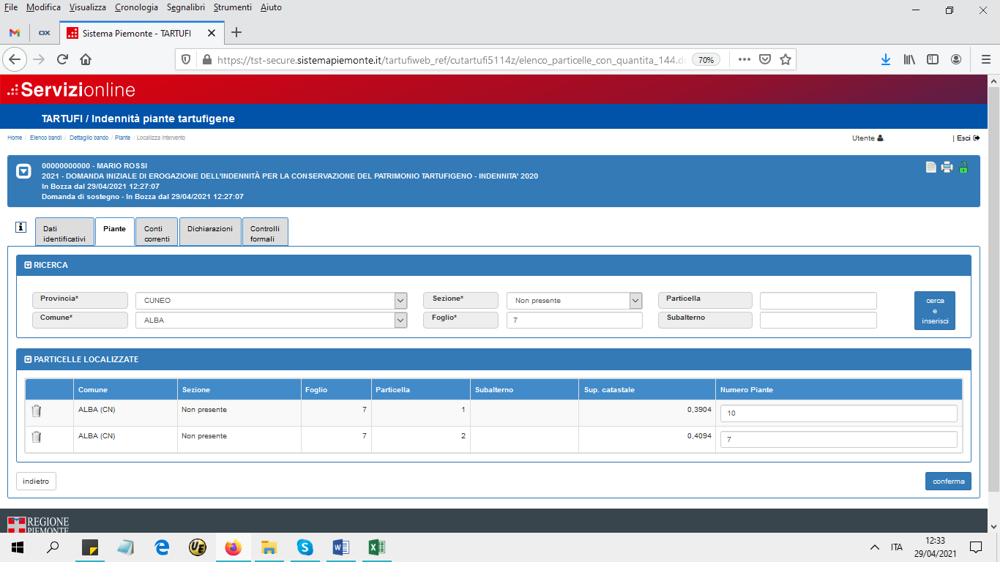 File Modifica Visualizza Cronologia Segnalibri Strumenti Aiuto
OX Sistema Piemonte - TARTUFI
https://tst-secure.sistemapiemonte.it/tartufiweb_ref/cutartufi5114z/elenco_particelle_con_quantita_144.do 70%
Servizionline
TARTUFI / Indennità piante tartufigene
Home / Elenco bandi / Dettaglio bando / Piante / Localizza intervento
Utente | Esci
00000000000 - MARIO ROSSI
2021 - DOMANDA INIZIALE DI EROGAZIONE DELL'INDENNITÀ PER LA CONSERVAZIONE DEL PATRIMONIO TARTUFIGENO - INDENNITA' 2020
In Bozza dal 29/04/2021 12:27:07
Domanda di sostegno - In Bozza dal 29/04/2021 12:27:07
Dati identificativi
Piante
Conti correnti
Dichiarazioni
Controlli formali
RICERCA
Provincia* CUNEO Sezione* Non presente Particella
Comune* ALBA Foglio* 7 Subalterno
cerca e inserisci
PARTICELLE LOCALIZZATE
Comune Sezione Foglio Particella Subalterno Sup. catastale Numero Piante
ALBA (CN) Non presente 7 1 0,3904 10
ALBA (CN) Non presente 7 2 0,4094 7
indietro conferma
REGIONE
PIEMONTE
UE ITA 12:33
29/04/2021